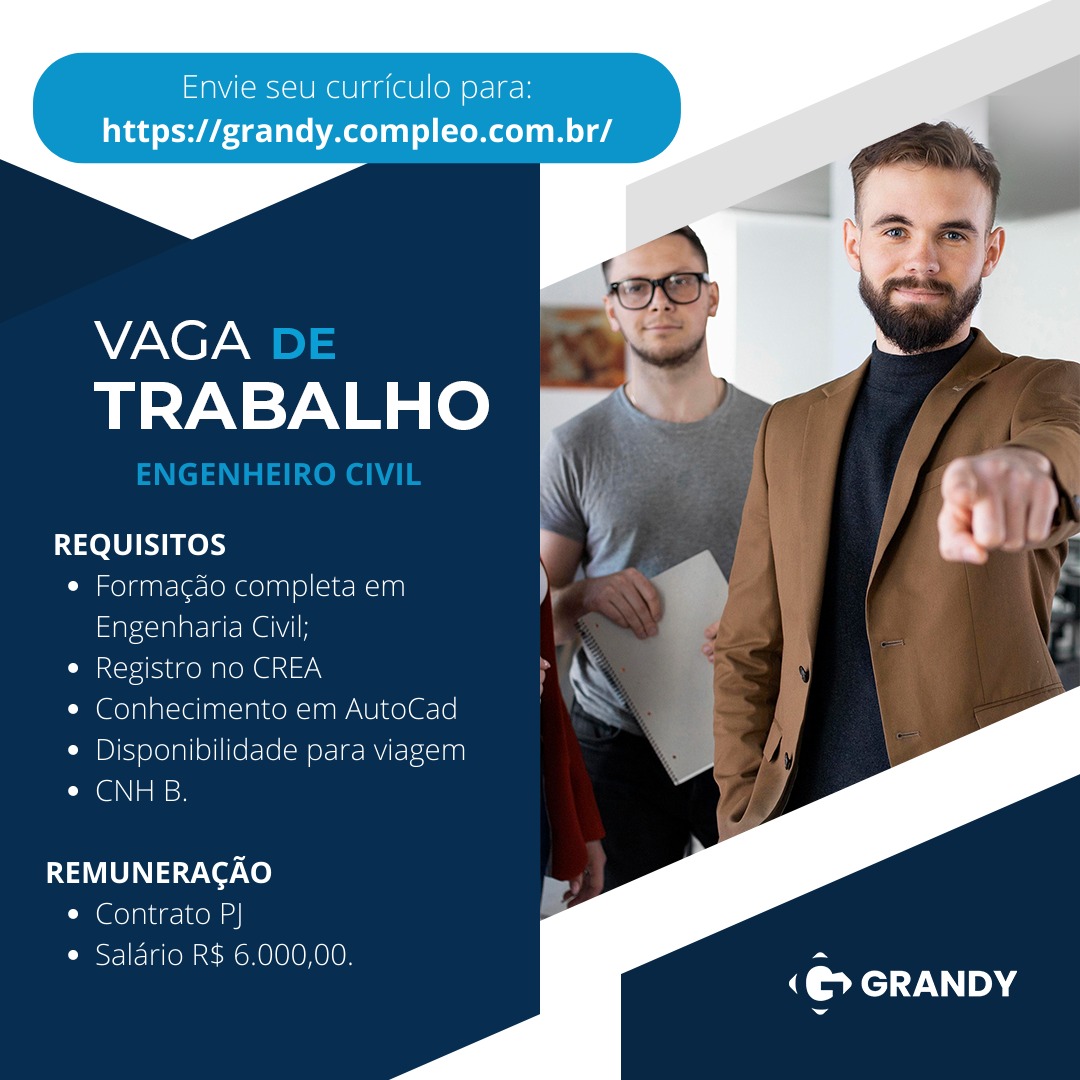 Envie seu currículo para:
https://grandy.compleo.com.br/
VAGA DE
TRABALHO
ENGENHEIRO CIVIL
REQUISITOS
• Formação completa em
Engenharia Civil;
• Registro no CREA
• Conhecimento em AutoCad
• Disponibilidade para viagem
• CNH B.
REMUNERAÇÃO
• Contrato PJ
• Salário R$ 6.000,00.
GRANDY